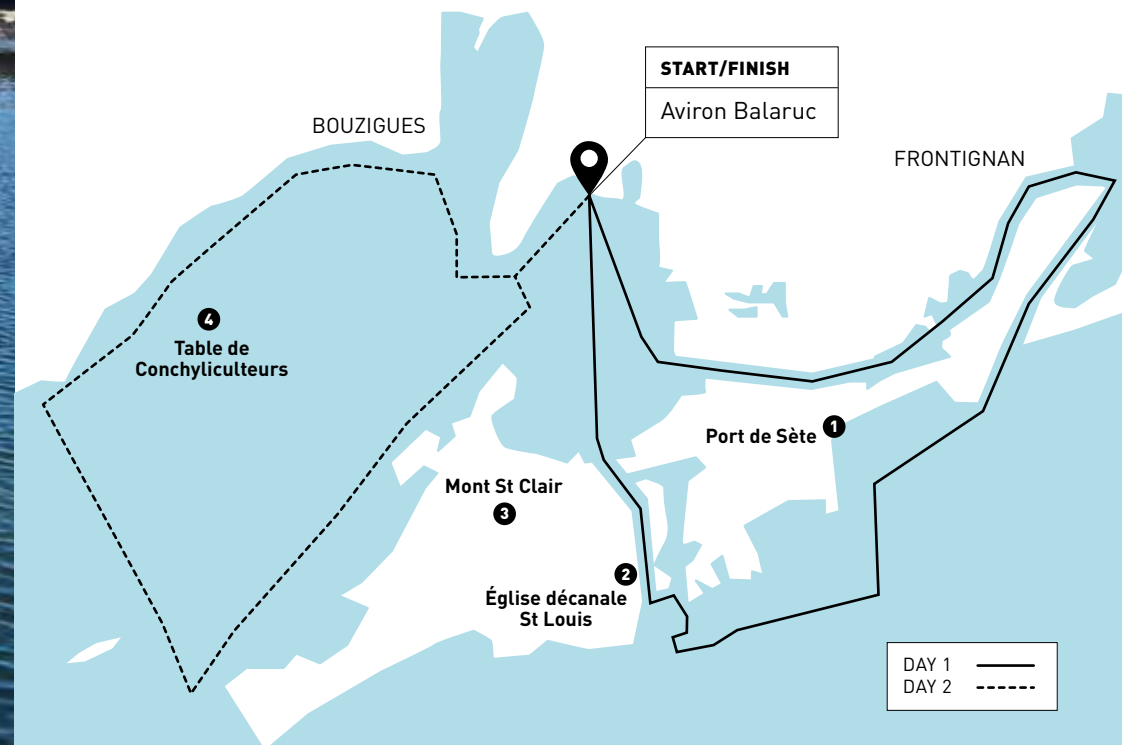 START/FINISH
Aviron Balaruc
BOUZIGUES
FRONTIGNAN
4
Table de
Conchyliculteurs
Port de Sète 1
Mont St Clair
3
2
Église décanale
St Louis
DAY 1
DAY 2